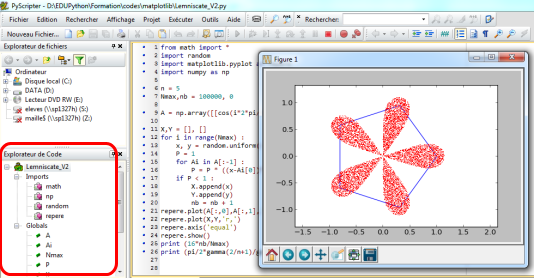 PyScripter - D:\EDUPython\Formation\codes\matplotlib\Lemniscate_V2.py
Fichier Edition Rechercher Affichage Projet Exécuter Outils Aide Rechercher:
Nouveau Fichier...
Explorateur de fichiers
Ordinateur
Disque local (C:)
DATA (D:)
Lecteur DVD RW (E:)
eleves (\\sp1327h) (S:)
maille5 (\\sp1327h) (Z:)
Explorateur de Code
Lemniscate_V2
Imports
math
np
random
repere
Globals
A
Ai
Nmax
P
1 from math import *
2 import random
3 import matplotlib.pyplot
4 import numpy as np
5
6 n = 5
7 Nmax,nb = 100000, 0
8
9 A = np.array([[cos(i*2*pi
10
11 X,Y = [], []
12 for i in range(Nmax) :
13 x, y = random.uniform
14 P = 1
15 for Ai in A[:-1] :
16 P = P * ((x-Ai[0]
17 if P < 1 :
18 X.append(x)
19 Y.append(y)
20 nb = nb + 1
21 repere.plot(A[:,0],A[:,1],
22 repere.plot(X,Y,'r,')
23 repere.axis('equal')
24 repere.show()
25 print (16*nb/Nmax)
26 print (pi/2*gamma(2/n+1)/g
27
28
Figure 1
1.0
0.5
0.0
−0.5
−1.0
−1.5 −1.0 −0.5 0.0 0.5 1.0 1.5 2.0